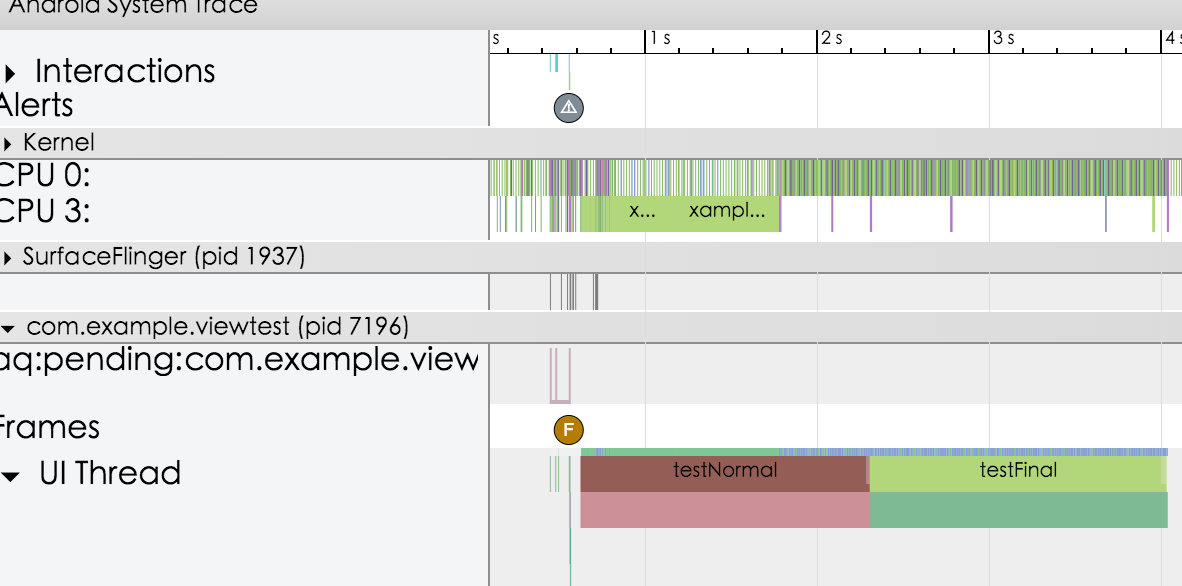 Android System Trace
s 1 s 2 s 3 s 4 s
Interactions
Alerts
Kernel
CPU 0:
CPU 3:
x... xampl...
SurfaceFlinger (pid 1937)
com.example.viewtest (pid 7196)
aq:pending:com.example.view
Frames
F
UI Thread
testNormal testFinal